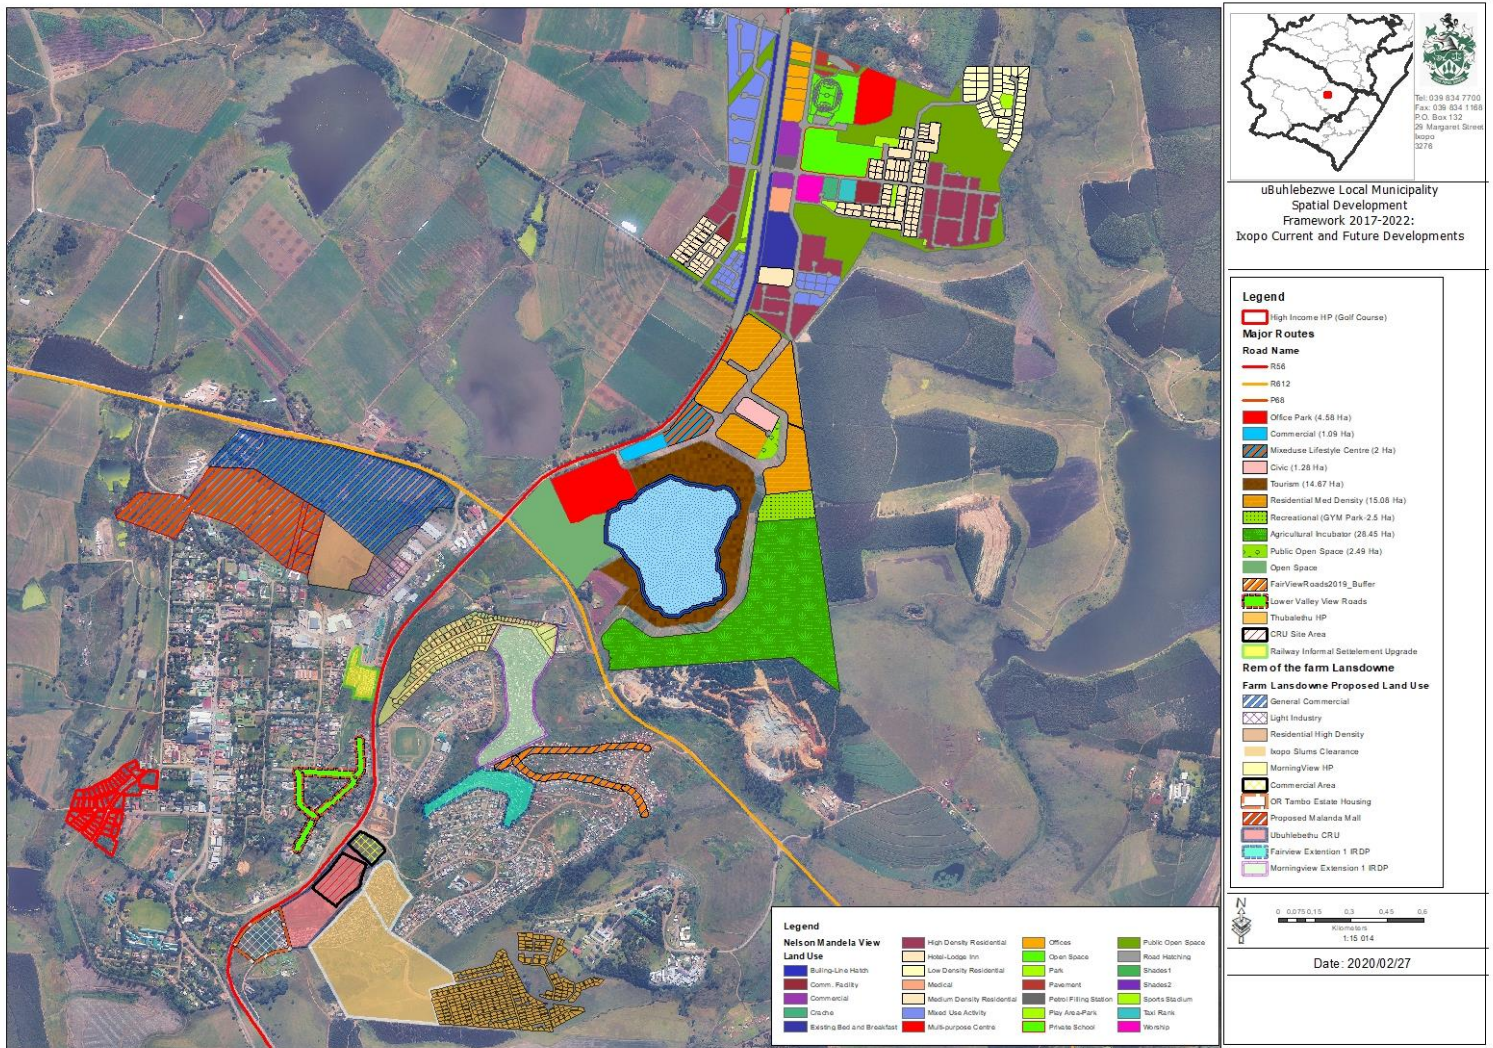 Tel: 039 834 7700
Fax: 039 834 1168
P.O. Box 132
29 Margaret Street
Ixopo
3276
uBuhlebezwe Local Municipality
Spatial Development
Framework 2017-2022:
Ixopo Current and Future Developments
Legend
High Income HP (Golf Course)
Major Routes
Road Name
R56
R612
P68
Office Park (4.58 Ha)
Commercial (1.09 Ha)
Mixeduse Lifestyle Centre (2 Ha)
Civic (1.28 Ha)
Tourism (14.67 Ha)
Residential Med Density (15.08 Ha)
Recreational (GYM Park-2.5 Ha)
Agricultural Incubator (28.45 Ha)
Public Open Space (2.49 Ha)
Open Space
FairViewRoads2019_Buffer
Lower Valley View Roads
Thubalethu HP
CRU Site Area
Railway Informal Settelement Upgrade
Rem of the farm Lansdowne
Farm Lansdowne Proposed Land Use
General Commercial
Light Industry
Residential High Density
Ixopo Slums Clearance
MorningView HP
Commercial Area
OR Tambo Estate Housing
Proposed Malanda Mall
Ubuhlebethu CRU
Fairview Extention 1 IRDP
Morningview Extension 1 IRDP
N
0 0,075 0,15 0,3 0,45 0,6
Kilometers
1:15 014
Date: 2020/02/27
Legend
Nelson Mandela View
Land Use
Builing-Line Hatch
Comm. Facility
Commercial
Creche
Existing Bed and Breakfast
High Density Residential
Hotel-Lodge Inn
Low Density Residential
Medical
Medium Density Residential
Mixed Use Activity
Multi-purpose Centre
Offices
Open Space
Park
Pavement
Petrol Filling Station
Play Area-Park
Private School
Public Open Space
Road Hatching
Shades1
Shades2
Sports Stadium
Taxi Rank
Worship